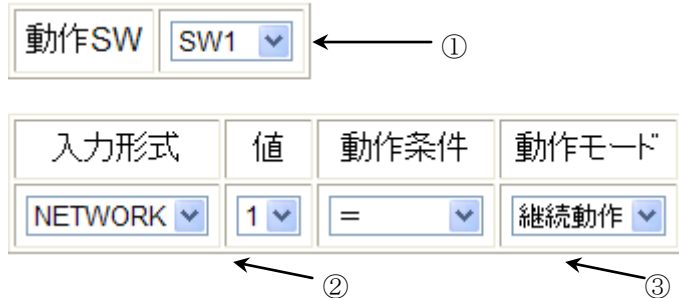 動作SW SW1 ①
入力形式 値 動作条件 動作モード
NETWORK 1 = 継続動作
② ③